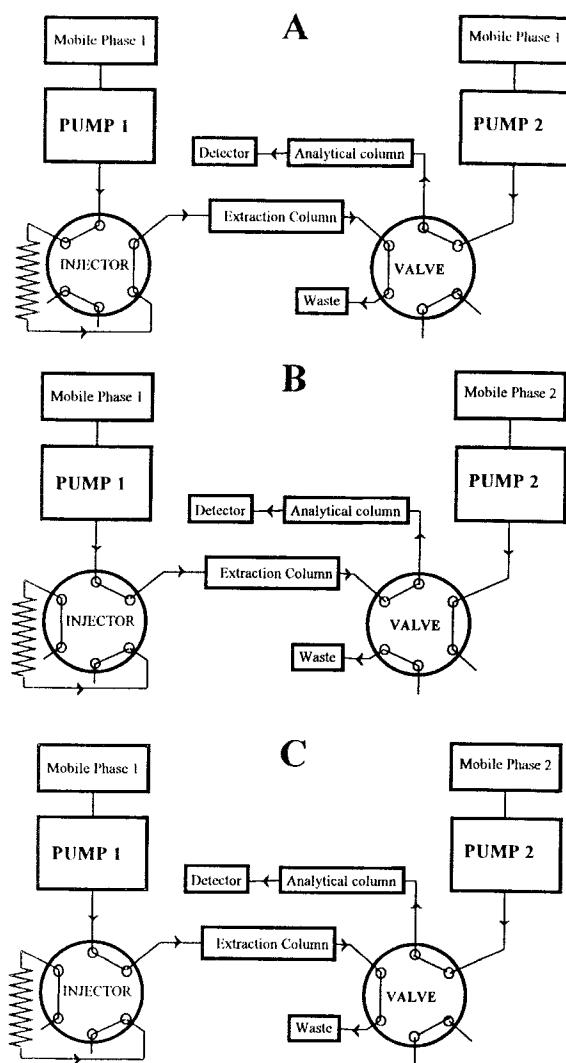 A
Mobile Phase 1
Mobile Phase 1
PUMP 1
PUMP 2
Detector
Analytical column
Extraction Column
INJECTOR
VALVE
Waste
B
Mobile Phase 1
Mobile Phase 2
PUMP 1
PUMP 2
Detector
Analytical column
Extraction Column
INJECTOR
VALVE
Waste
C
Mobile Phase 1
Mobile Phase 2
PUMP 1
PUMP 2
Detector
Analytical column
Extraction Column
INJECTOR
VALVE
Waste